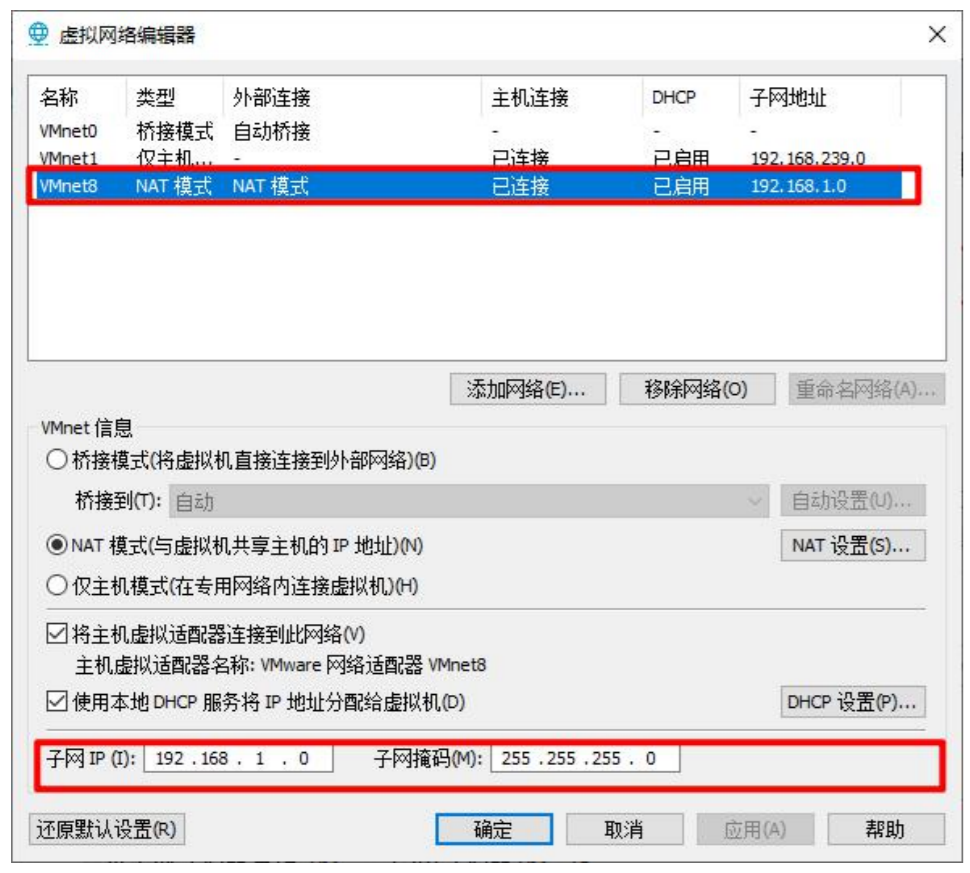 虚拟网络编辑器
名称 类型 外部连接 主机连接 DHCP 子网地址
VMnet0 桥接模式 自动桥接 - - -
VMnet1 仅主机... - 已连接 已启用 192.168.239.0
VMnet8 NAT 模式 NAT 模式 已连接 已启用 192.168.1.0
添加网络(E)... 移除网络(O) 重命名网络(A)...
VMnet 信息
桥接模式(将虚拟机直接连接到外部网络)(B)
桥接到(T): 自动 自动设置(U)...
NAT 模式(与虚拟机共享主机的 IP 地址)(N) NAT 设置(S)...
仅主机模式(在专用网络内连接虚拟机)(H)
将主机虚拟适配器连接到此网络(V)
主机虚拟适配器名称: VMware 网络适配器 VMnet8
使用本地 DHCP 服务将 IP 地址分配给虚拟机(D) DHCP 设置(P)...
子网 IP (I): 192 . 168 . 1 . 0 子网掩码(M): 255 . 255 . 255 . 0
还原默认设置(R) 确定 取消 应用(A) 帮助